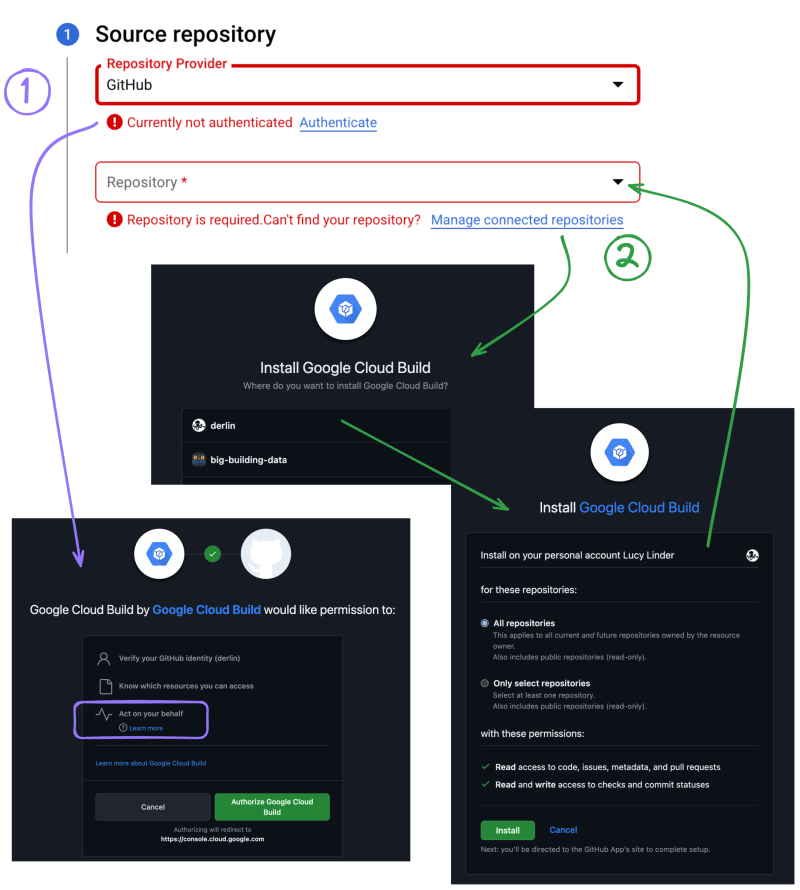 1 Source repository
1
Repository Provider
GitHub
Currently not authenticated Authenticate
Repository *
Repository is required.Can't find your repository? Manage connected repositories
2
Install Google Cloud Build
Where do you want to install Google Cloud Build?
derlin
big-building-data
Install Google Cloud Build
Install on your personal account Lucy Linder
for these repositories:
All repositories
This applies to all current and future repositories owned by the resource
owner.
Also includes public repositories (read-only).
Only select repositories
Select at least one repository.
Also includes public repositories (read-only).
with these permissions:
Read access to code, issues, metadata, and pull requests
Read and write access to checks and commit statuses
Install Cancel
Next: you'll be directed to the GitHub App's site to complete setup.
Google Cloud Build by Google Cloud Build would like permission to:
Verify your GitHub identity (derlin)
Know which resources you can access
Act on your behalf
? Learn more
Learn more about Google Cloud Build
Cancel
Authorize Google Cloud
Build
Authorizing will redirect to
https://console.cloud.google.com